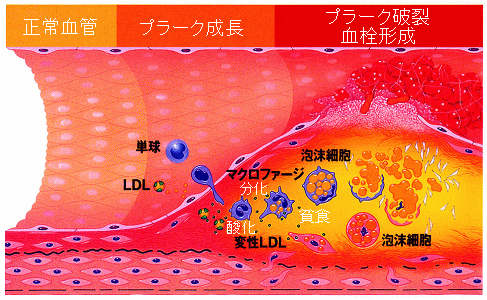 正常血管
プラーク成長
プラーク破裂
血栓形成
単球
LDL
マクロファージ
分化
酸化
変性LDL
貪食
泡沫細胞
泡沫細胞